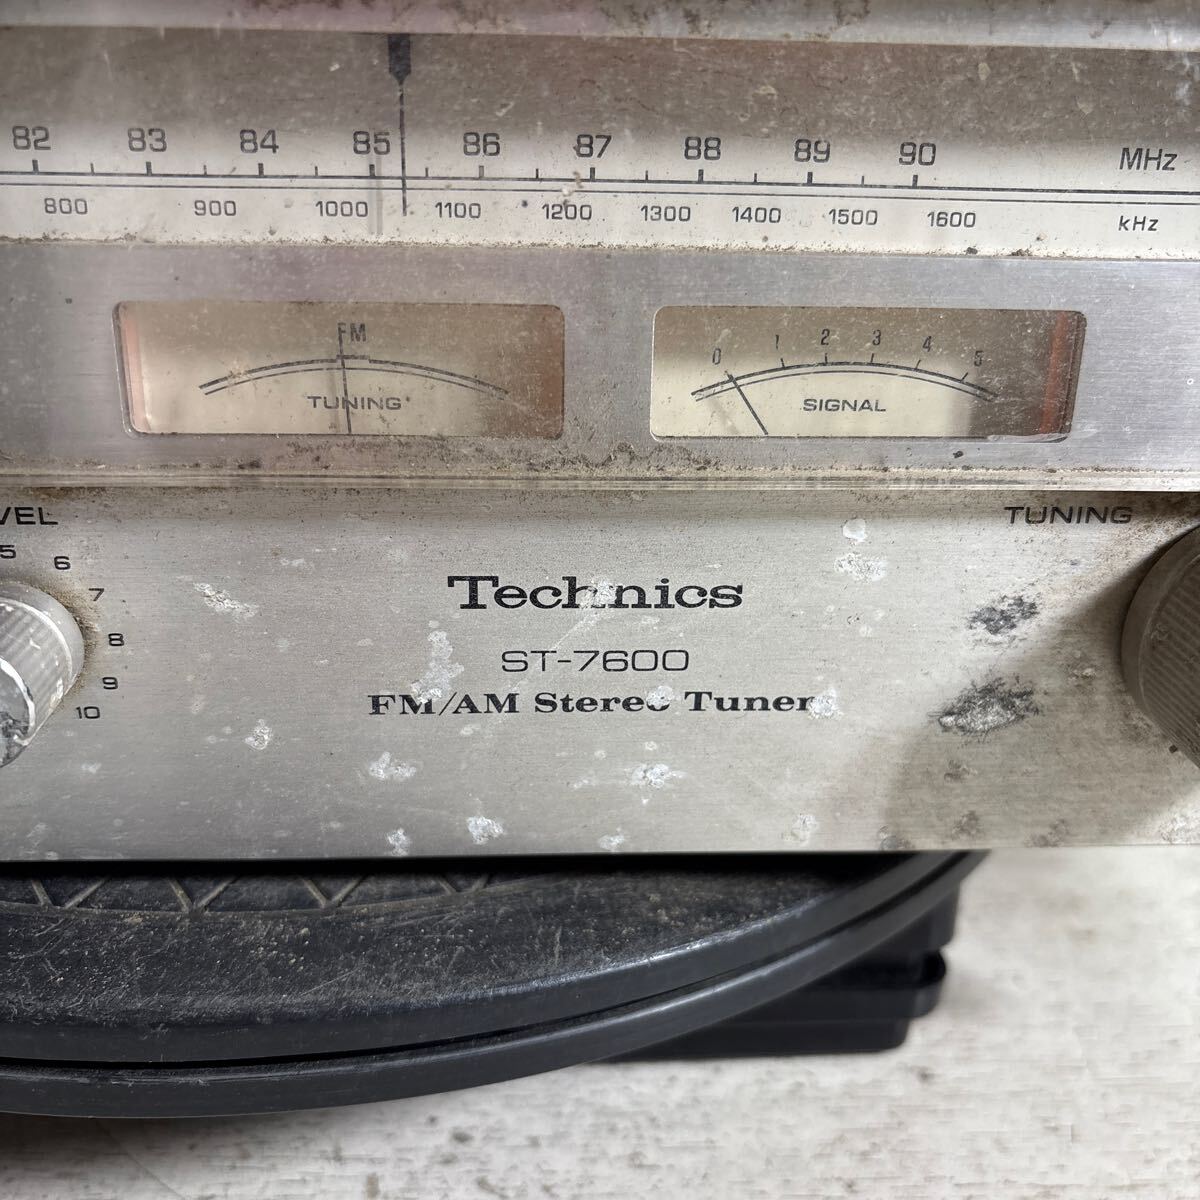 82 83 84 85 86 87 88 89 90 MHz
800 900 1000 1100 1200 1300 1400 1500 1600 kHz
FM
TUNING
0 1 2 3 4 5
SIGNAL
VEL
5 6 7 8 9 10
TUNING
Technics
ST-7600
FM/AM Stereo Tuner